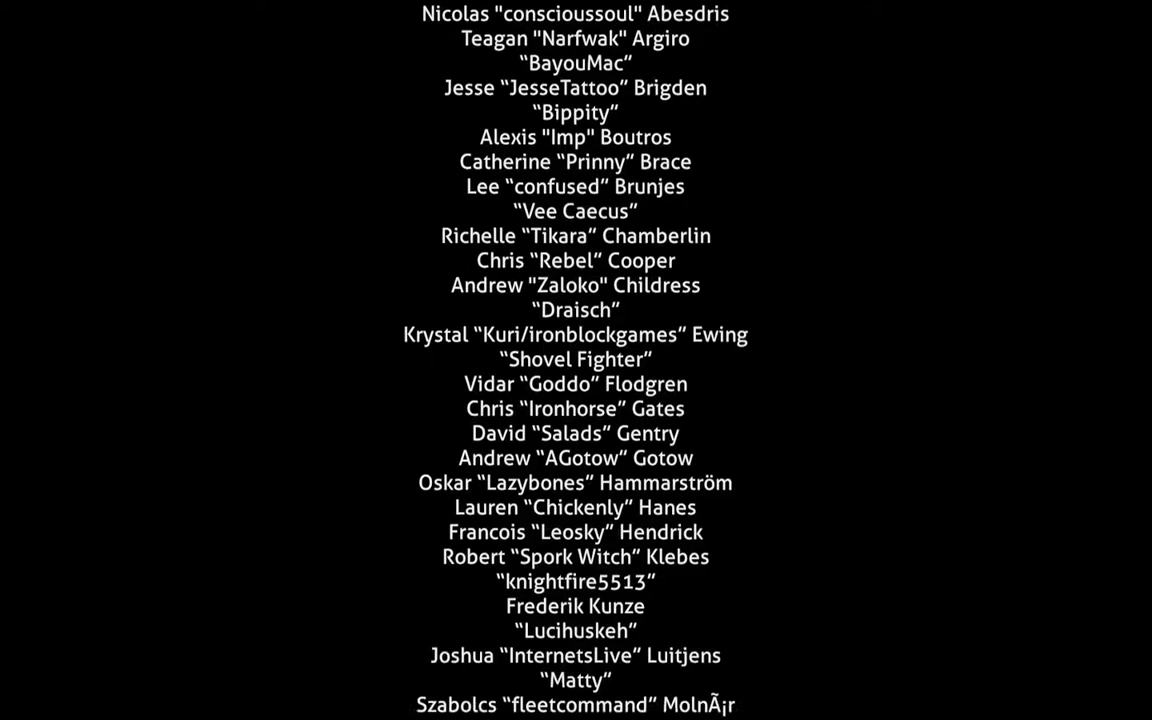 Nicolas "conscioussoul" Abesdris
Teagan "Narfwak" Argiro
“BayouMac”
Jesse “JesseTattoo” Brigden
“Bippity”
Alexis "Imp" Boutros
Catherine “Prinny” Brace
Lee “confused” Brunjes
“Vee Caecus”
Richelle “Tikara” Chamberlin
Chris “Rebel” Cooper
Andrew "Zaloko" Childress
“Draisch”
Krystal “Kuri/ironblockgames” Ewing
“Shovel Fighter”
Vidar “Goddo” Flodgren
Chris “Ironhorse” Gates
David “Salads” Gentry
Andrew “AGotow” Gotow
Oskar “Lazybones” Hammarström
Lauren “Chickenly” Hanes
Francois “Leosky” Hendrick
Robert “Spork Witch” Klebes
“knightfire5513”
Frederik Kunze
“Lucihuskeh”
Joshua “InternetsLive” Luitjens
“Matty”
Szabolcs “fleetcommand” MolnÃ¡r